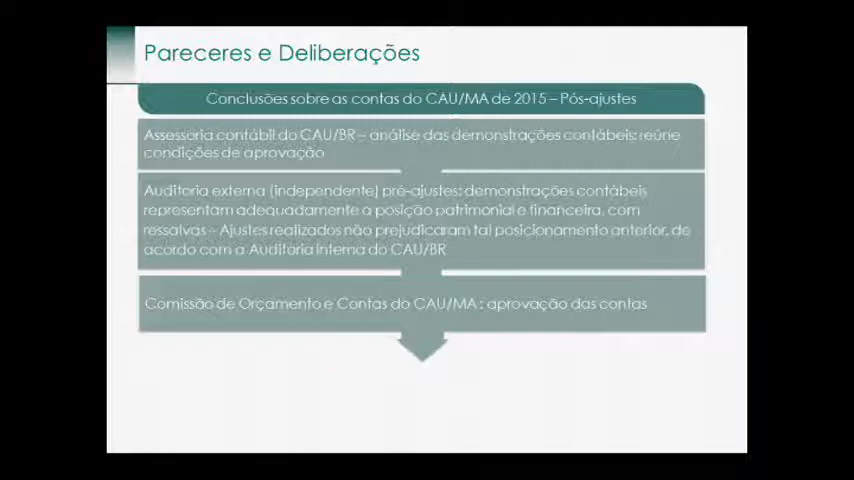 Pareceres e Deliberações
Conclusões sobre as contas do CAU/MA de 2015 – Pós-ajustes
Assessoria contábil do CAU/BR – análise das demonstrações contábeis: reúne
condições de aprovação
Auditoria externa (independente) pré-ajustes: demonstrações contábeis
representam adequadamente a posição patrimonial e financeira, com
ressalvas – Ajustes realizados não prejudicaram tal posicionamento anterior, de
acordo com a Auditoria Interna do CAU/BR
Comissão de Orçamento e Contas do CAU/MA : aprovação das contas